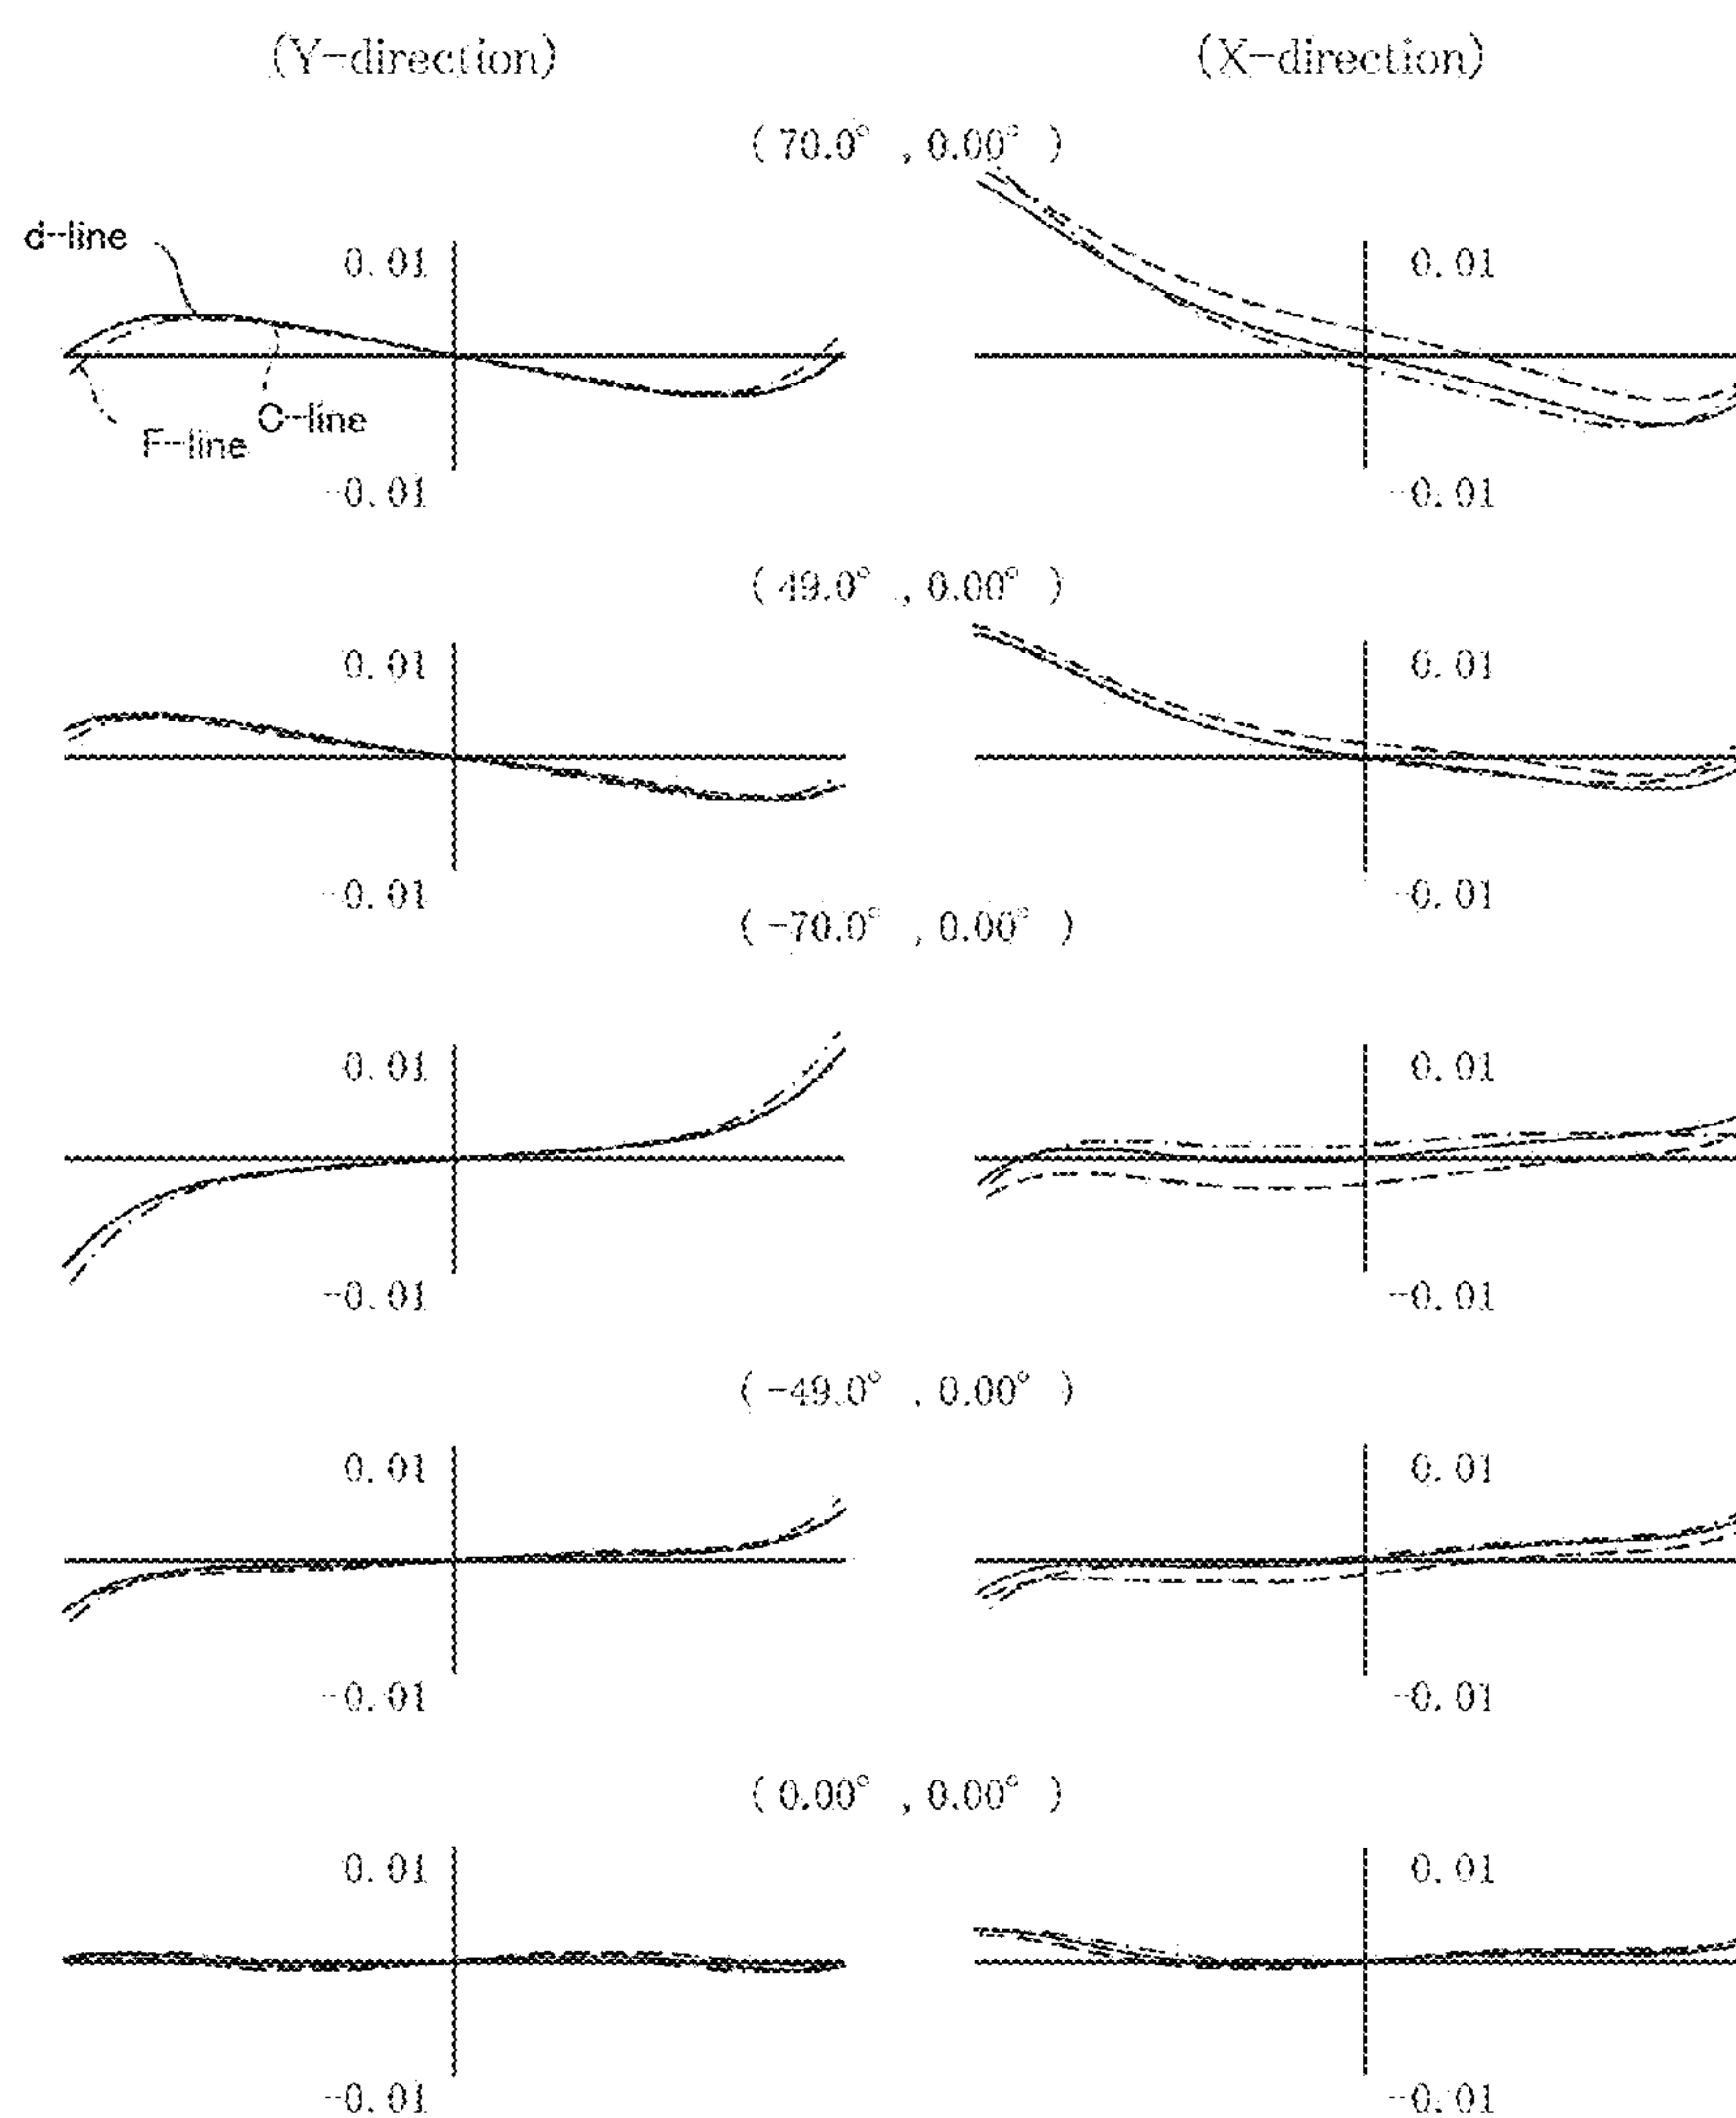 (Y-direction) (X-direction)
(70.0° , 0.00° )
d-line
0.01 0.01
C-line
F-line
-0.01 -0.01
(49.0° , 0.00° )
0.01 0.01
-0.01 -0.01
(-70.0° , 0.00° )
0.01 0.01
-0.01 -0.01
(-49.0° , 0.00° )
0.01 0.01
-0.01 -0.01
(0.00° , 0.00° )
0.01 0.01
-0.01 -0.01